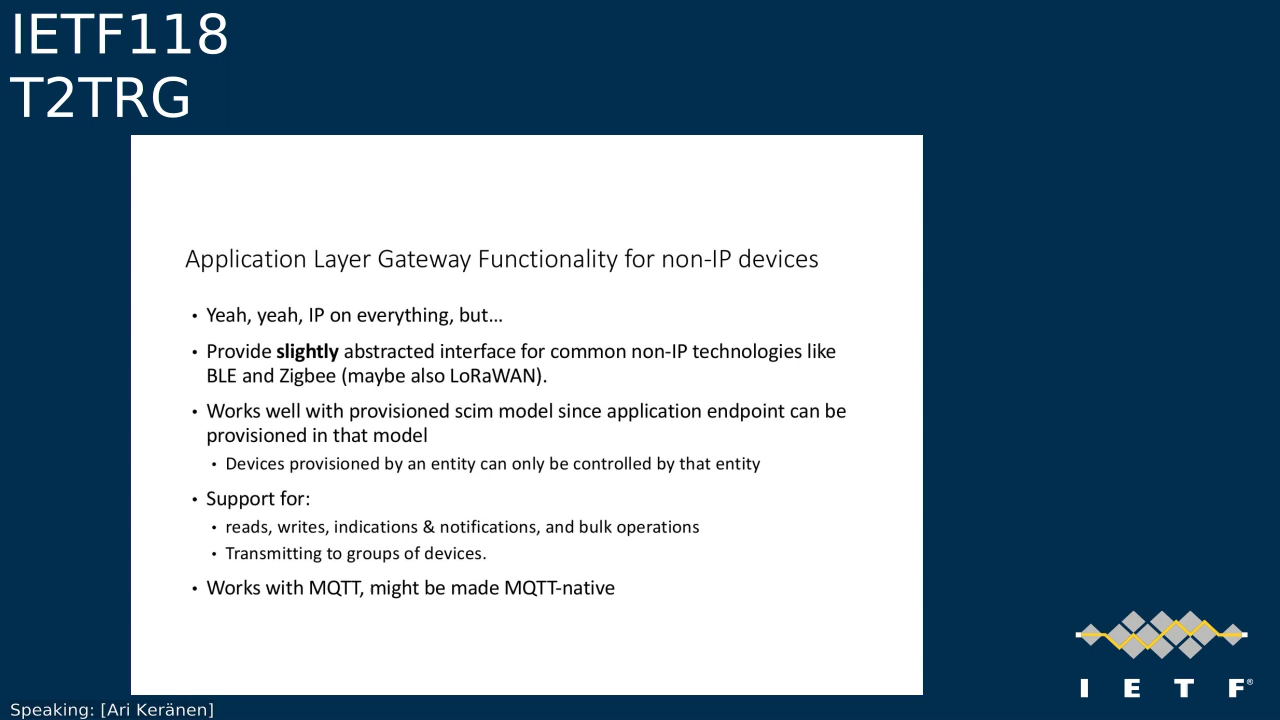 IETF118
T2TRG
Application Layer Gateway Functionality for non-IP devices
• Yeah, yeah, IP on everything, but...
• Provide slightly abstracted interface for common non-IP technologies like
BLE and Zigbee (maybe also LoRaWAN).
• Works well with provisioned scim model since application endpoint can be
provisioned in that model
• Devices provisioned by an entity can only be controlled by that entity
• Support for:
• reads, writes, indications & notifications, and bulk operations
• Transmitting to groups of devices.
• Works with MQTT, might be made MQTT-native
I E T F®
Speaking: [Ari Keränen]